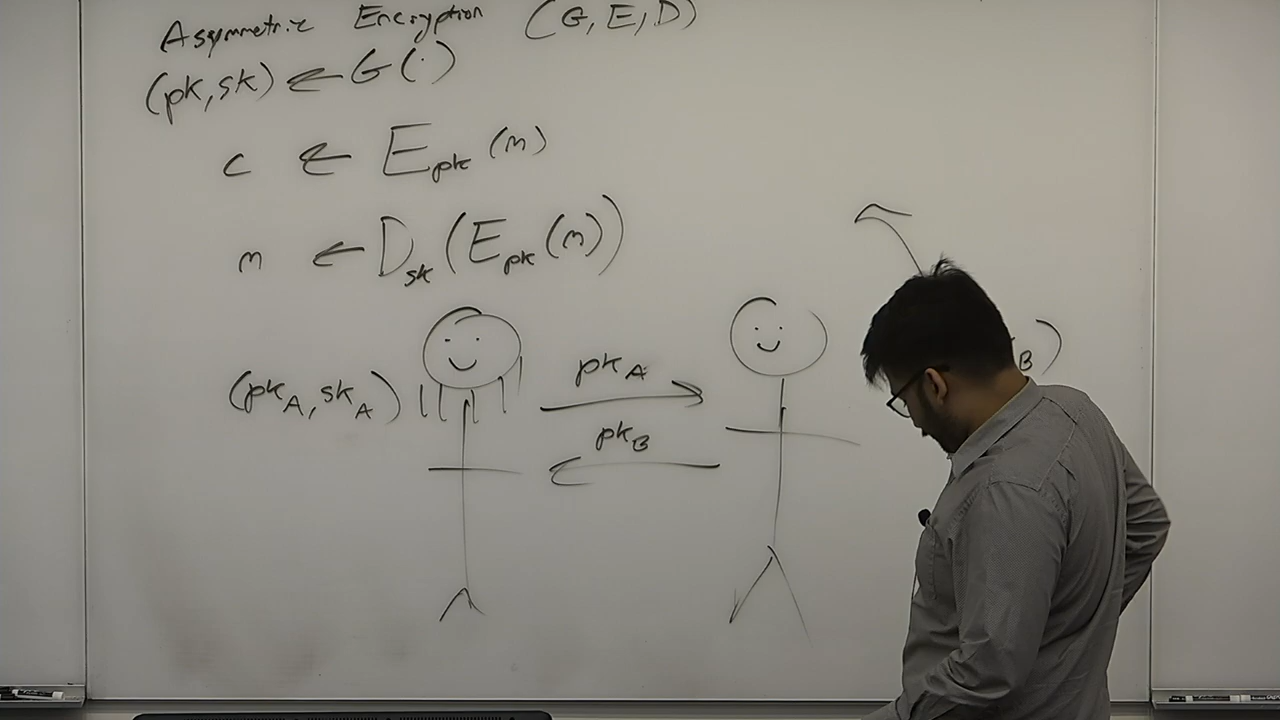 Asymmetric Encryption (G, E, D)
(pk, sk) ← G(·)
c ← E_pk (m)
m ← D_sk (E_pk (m))
(pk_A, sk_A)
pk_A
pk_B
B)